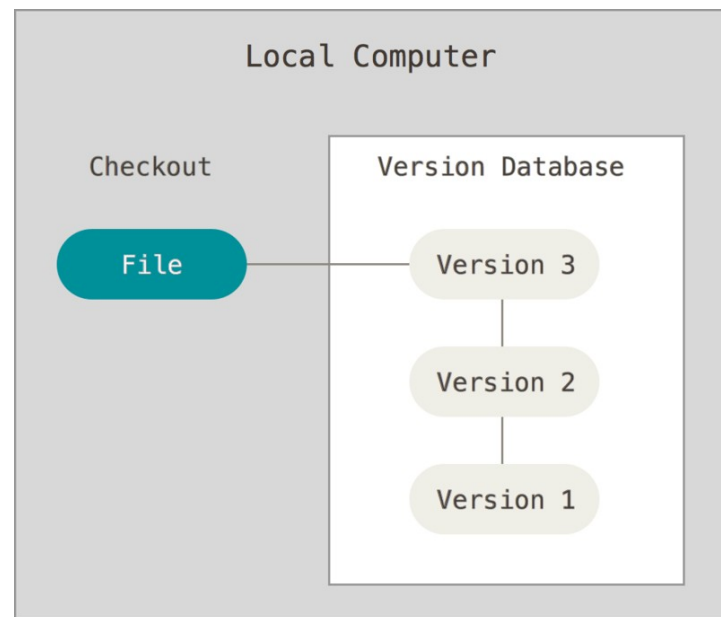 Local Computer
Checkout
Version Database
File
Version 3
Version 2
Version 1